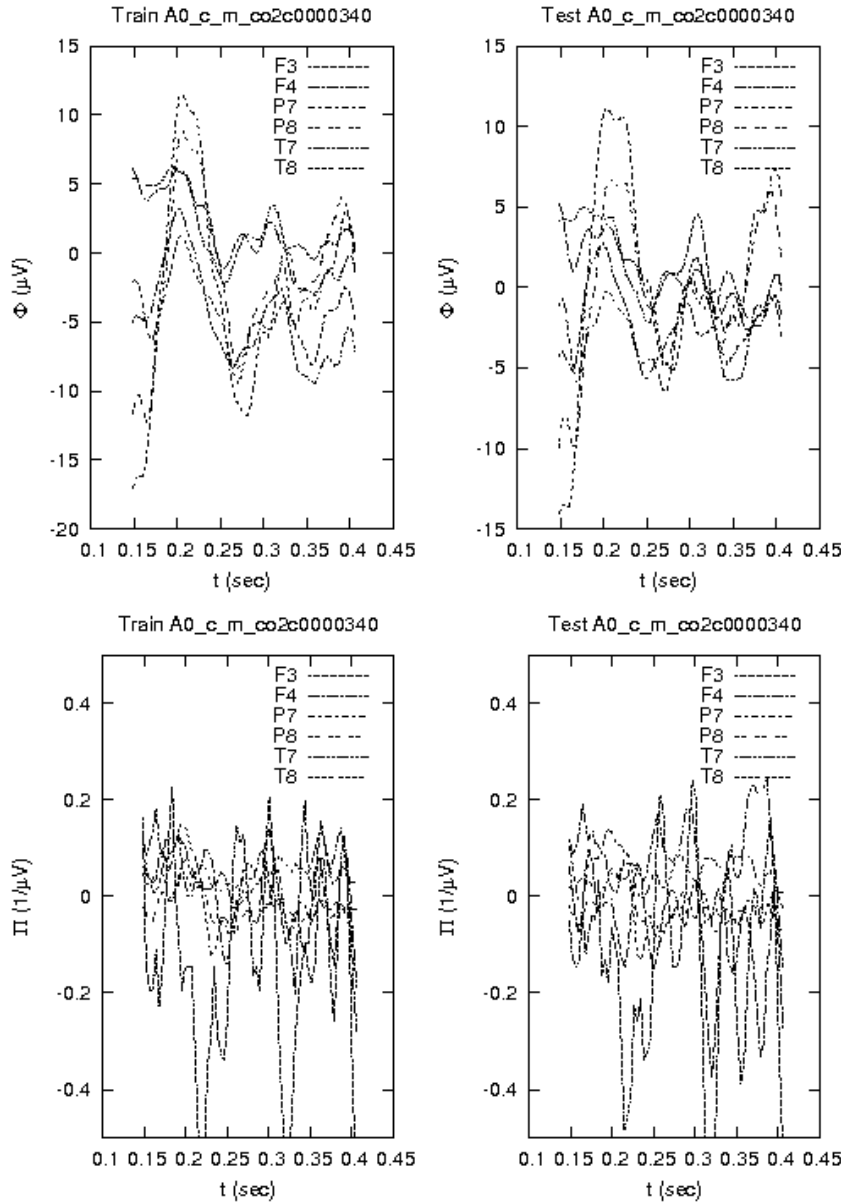 Train A0_c_m_co2c0000340
15
10
5
0
-5
-10
-15
-20
Φ (μV)
F3
F4
P7
P8
T7
T8
0.1 0.15 0.2 0.25 0.3 0.35 0.4 0.45
t (sec)
Test A0_c_m_co2c0000340
15
10
5
0
-5
-10
-15
Φ (μV)
F3
F4
P7
P8
T7
T8
0.1 0.15 0.2 0.25 0.3 0.35 0.4 0.45
t (sec)
Train A0_c_m_co2c0000340
0.4
0.2
0
-0.2
-0.4
Π (1/μV)
F3
F4
P7
P8
T7
T8
0.1 0.15 0.2 0.25 0.3 0.35 0.4 0.45
t (sec)
Test A0_c_m_co2c0000340
0.4
0.2
0
-0.2
-0.4
Π (1/μV)
F3
F4
P7
P8
T7
T8
0.1 0.15 0.2 0.25 0.3 0.35 0.4 0.45
t (sec)